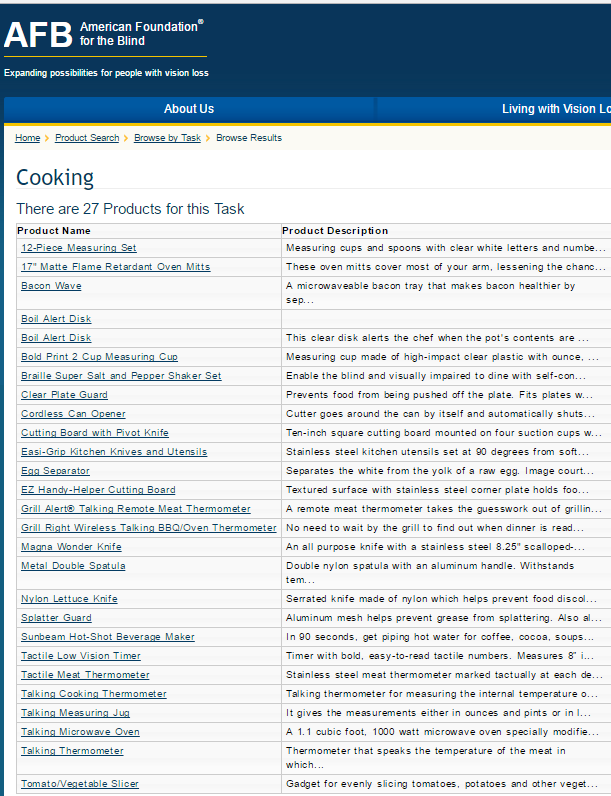 AFB American Foundation®
for the Blind
Expanding possibilities for people with vision loss
About Us Living with Vision Lo
Home > Product Search > Browse by Task > Browse Results
Cooking
There are 27 Products for this Task
Product Name Product Description
12-Piece Measuring Set Measuring cups and spoons with clear white letters and numbe...
17" Matte Flame Retardant Oven Mitts These oven mitts cover most of your arm, lessening the chanc...
Bacon Wave A microwaveable bacon tray that makes bacon healthier by
sep...
Boil Alert Disk
Boil Alert Disk This clear disk alerts the chef when the pot's contents are ...
Bold Print 2 Cup Measuring Cup Measuring cup made of high-impact clear plastic with ounce, ...
Braille Super Salt and Pepper Shaker Set Enable the blind and visually impaired to dine with self-con...
Clear Plate Guard Prevents food from being pushed off the plate. Fits plates w...
Cordless Can Opener Cutter goes around the can by itself and automatically shuts...
Cutting Board with Pivot Knife Ten-inch square cutting board mounted on four suction cups w...
Easi-Grip Kitchen Knives and Utensils Stainless steel kitchen utensils set at 90 degrees from soft...
Egg Separator Separates the white from the yolk of a raw egg. Image court...
EZ Handy-Helper Cutting Board Textured surface with stainless steel corner plate holds foo...
Grill Alert® Talking Remote Meat Thermometer A remote meat thermometer takes the guesswork out of grillin...
Grill Right Wireless Talking BBQ/Oven Thermometer No need to wait by the grill to find out when dinner is read...
Magna Wonder Knife An all purpose knife with a stainless steel 8.25" scalloped-...
Metal Double Spatula Double nylon spatula with an aluminum handle. Withstands
tem...
Nylon Lettuce Knife Serrated knife made of nylon which helps prevent food discol...
Splatter Guard Aluminum mesh helps prevent grease from splattering. Also al...
Sunbeam Hot-Shot Beverage Maker In 90 seconds, get piping hot water for coffee, cocoa, soups...
Tactile Low Vision Timer Timer with bold, easy-to-read tactile numbers. Measures 8" i...
Tactile Meat Thermometer Stainless steel meat thermometer marked tactually at each de...
Talking Cooking Thermometer Talking thermometer for measuring the internal temperature o...
Talking Measuring Jug It gives the measurements either in ounces and pints or in l...
Talking Microwave Oven A 1.1 cubic foot, 1000 watt microwave oven specially modifie...
Talking Thermometer Thermometer that speaks the temperature of the meat in
which...
Tomato/Vegetable Slicer Gadget for evenly slicing tomatoes, potatoes and other veget...